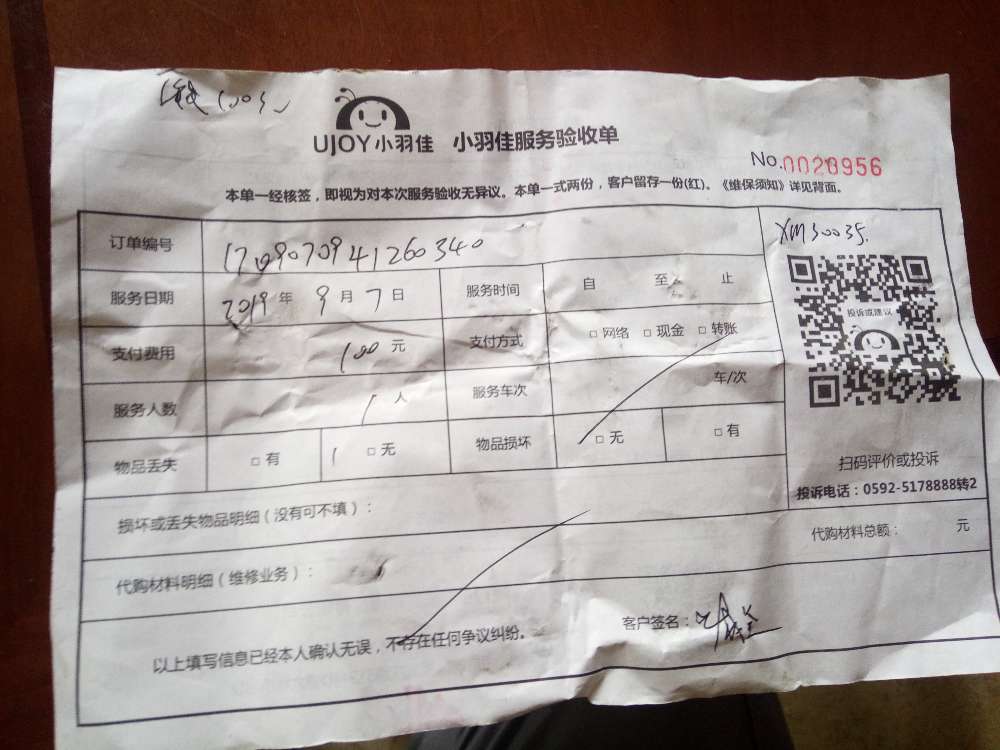 UJOY 小羽佳 小羽佳服务验收单
No.0020956
本单一经核签，即视为对本次服务验收无异议。本单一式两份，客户留存一份(红)。《维保须知》详见背面。
订单编号 1709070941260340
XM30035.
服务日期 2019 年 9 月 7 日 服务时间 自 至 止
投诉或建议
支付费用 100 元 支付方式 □ 网络 □ 现金 □ 转账
服务人数 1 人 服务车次 车/次
物品丢失 □ 有 □ 无 物品损坏 □ 无 □ 有
扫码评价或投诉
投诉电话：0592-5178888转2
损坏或丢失物品明细（没有可不填）：
代购材料总额： 元
代购材料明细（维修业务）：
客户签名：
以上填写信息已经本人确认无误，不存在任何争议纠纷。